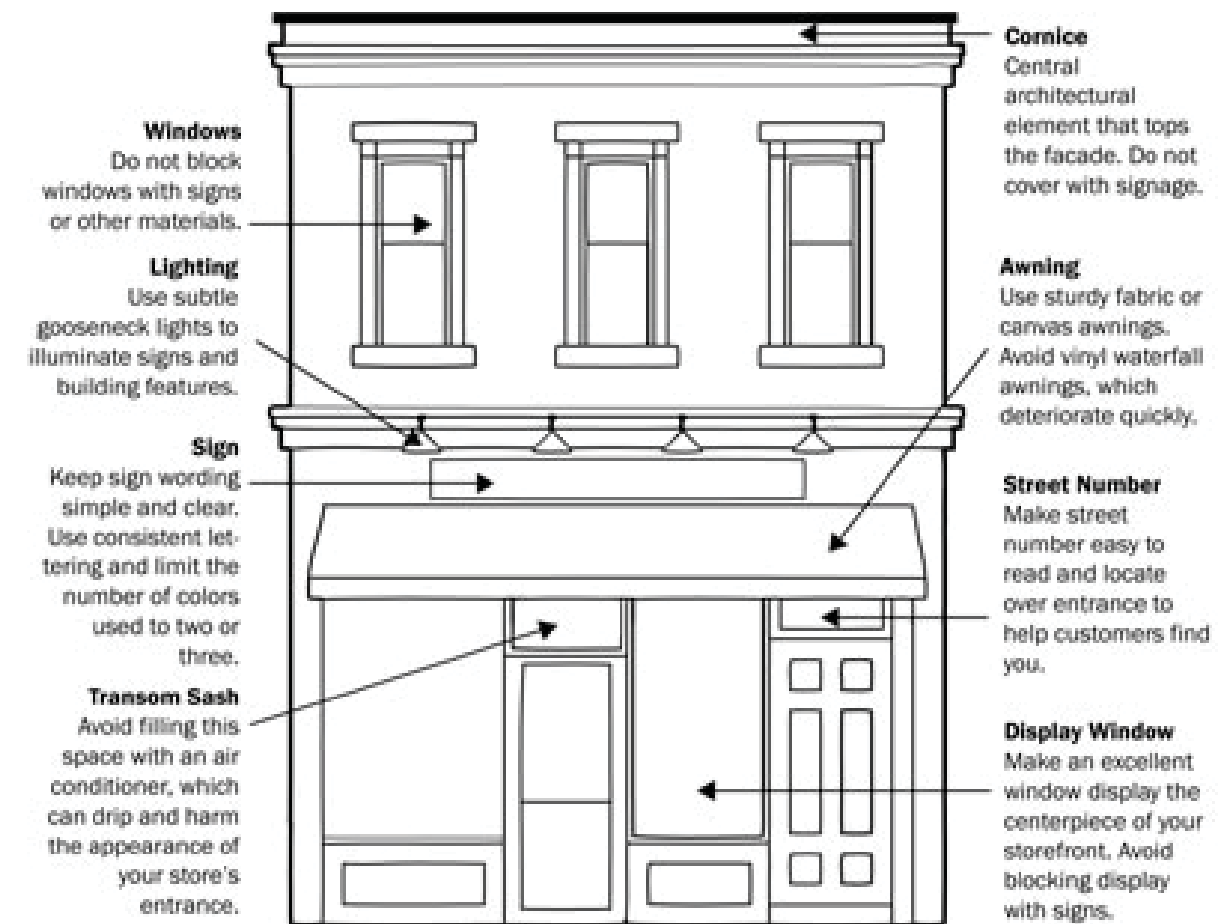 Windows
Do not block
windows with signs
or other materials.
Lighting
Use subtle
gooseneck lights to
illuminate signs and
building features.
Sign
Keep sign wording
simple and clear.
Use consistent let-
tering and limit the
number of colors
used to two or
three.
Transom Sash
Avoid filling this
space with an air
conditioner, which
can drip and harm
the appearance of
your store's
entrance.
Cornice
Central
architectural
element that tops
the facade. Do not
cover with signage.
Awning
Use sturdy fabric or
canvas awnings.
Avoid vinyl waterfall
awnings, which
deteriorate quickly.
Street Number
Make street
number easy to
read and locate
over entrance to
help customers find
you.
Display Window
Make an excellent
window display the
centerpiece of your
storefront. Avoid
blocking display
with signs.